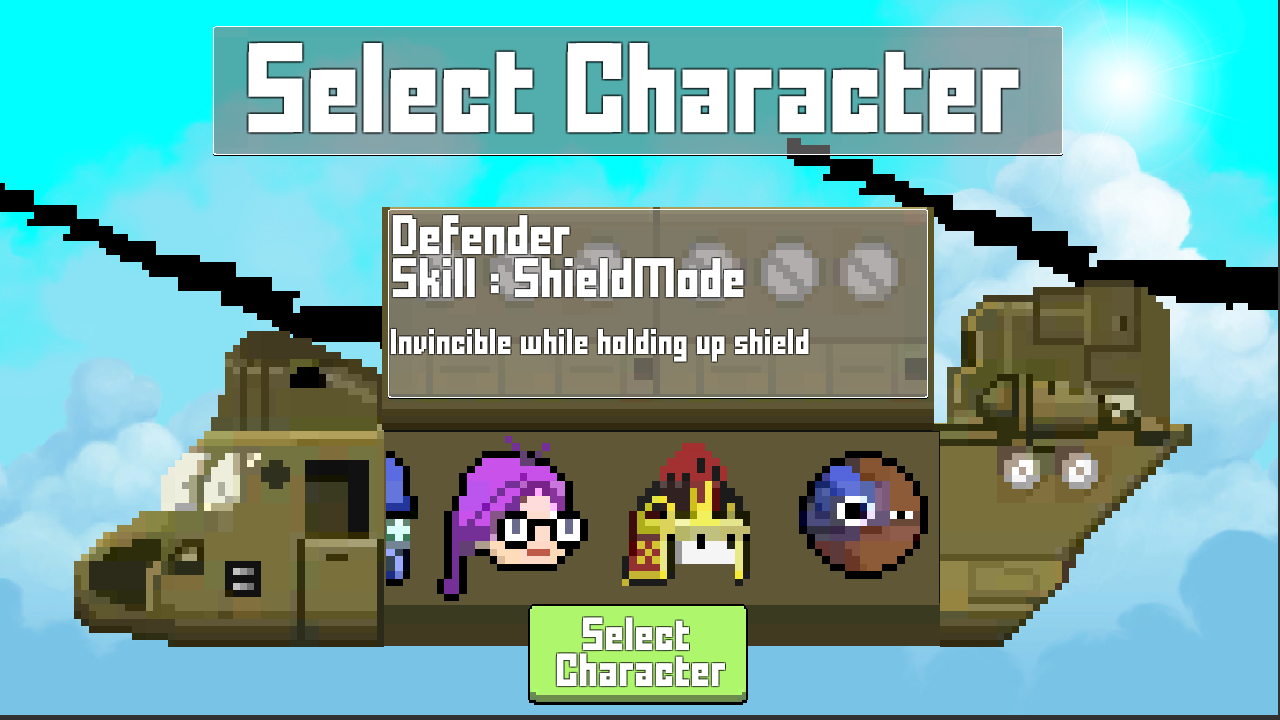 Select Character
Defender
Skill : ShieldMode
Invincible while holding up shield
Select
Character